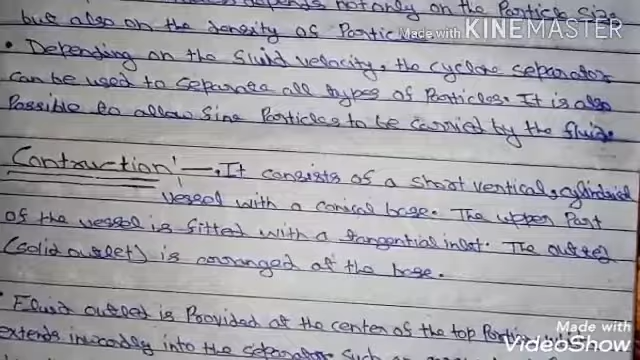 depends not only on the Particle size
but also on the density of Partic
Made with KINEMASTER
• Depending on the fluid velocity, the cyclone separator
can be used to separate all types of Particles. It is also
Possible to allow fine Particles to be carried by the fluid.
Contruction :- It consists of a short vertical, cylindrical
vessel with a conical base. The upper Part
of the vessel is fitted with a tangential inlet. The outlet
(solid outlet) is arranged at the base.
• Fluid outlet is Provided at the center of the top Portion,
extends inwardly into the separator. Such
Made with
VideoShow